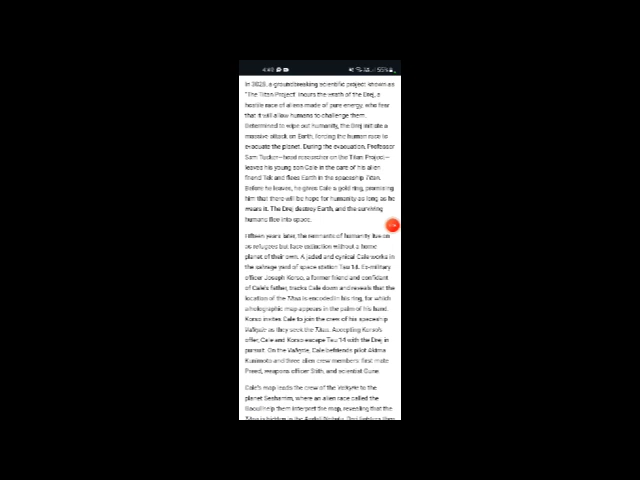 4:49
55%
In 3028, a groundbreaking scientific project known as
"The Titan Project" incurs the wrath of the Drej, a
hostile race of aliens made of pure energy, who fear
that it will allow humans to challenge them.
Determined to wipe out humanity, the Drej initiate a
massive attack on Earth, forcing the human race to
evacuate the planet. During the evacuation, Professor
Sam Tucker—head researcher on the Titan Project—
leaves his young son Cale in the care of his alien
friend Tek and flees Earth in the spaceship Titan.
Before he leaves, he gives Cale a gold ring, promising
him that there will be hope for humanity as long as he
wears it. The Drej destroy Earth, and the surviving
humans flee into space.
Fifteen years later, the remnants of humanity live on
as refugees but face extinction without a home
planet of their own. A jaded and cynical Cale works in
the salvage yard of space station Tau 14. Ex-military
officer Joseph Korso, a former friend and confidant
of Cale's father, tracks Cale down and reveals that the
location of the Titan is encoded in his ring, for which
a holographic map appears in the palm of his hand.
Korso invites Cale to join the crew of his spaceship
Valkyrie as they seek the Titan. Accepting Korso's
offer, Cale and Korso escape Tau 14 with the Drej in
pursuit. On the Valkyrie, Cale befriends pilot Akima
Kunimoto and three alien crew members: first mate
Preed, weapons officer Stith, and scientist Gune.
Cale's map leads the crew of the Valkyrie to the
planet Sesharrim, where an alien race called the
Gaoul help them interpret the map, revealing that the
Titan is hidden in the Andali Nebula. Drej fighters